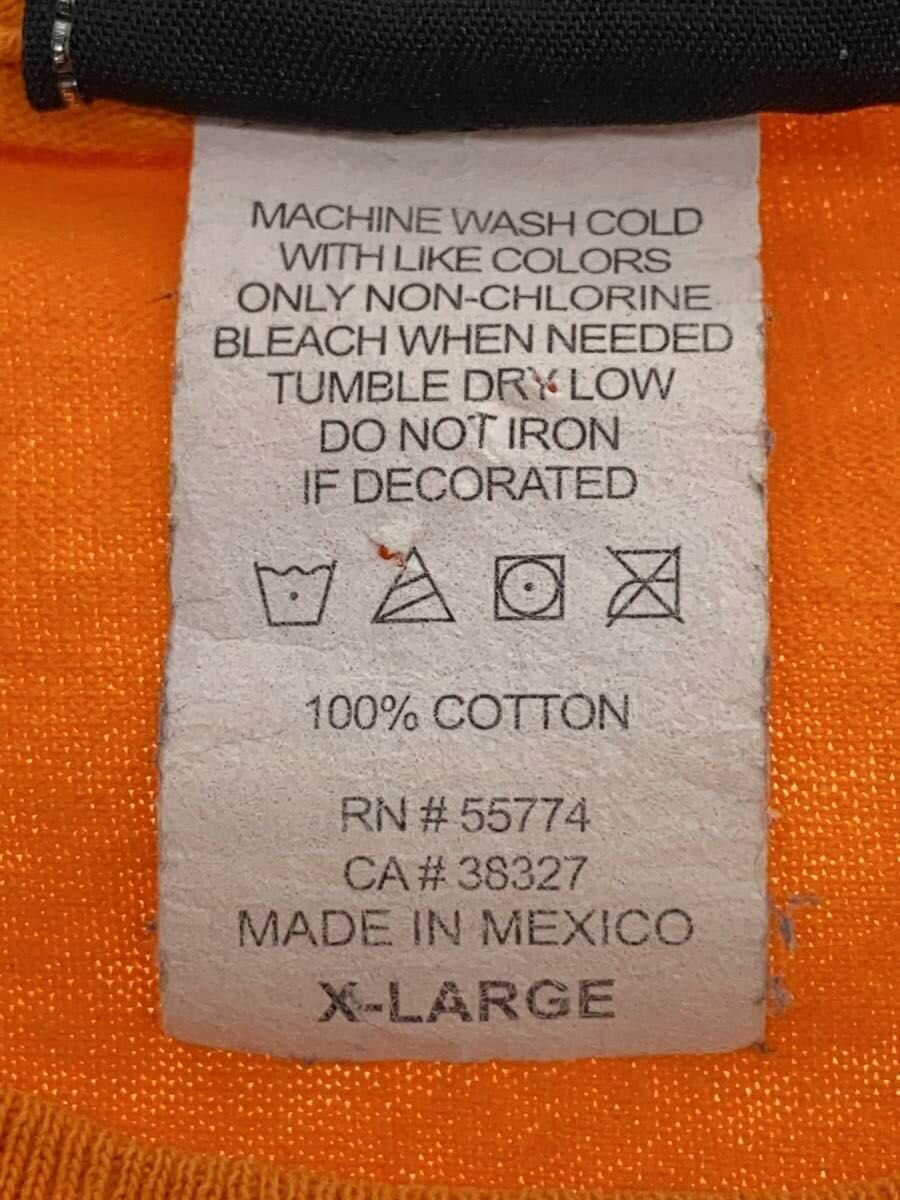 MACHINE WASH COLD
WITH LIKE COLORS
ONLY NON-CHLORINE
BLEACH WHEN NEEDED
TUMBLE DRY LOW
DO NOT IRON
IF DECORATED
100% COTTON
RN # 55774
CA # 38327
MADE IN MEXICO
X-LARGE